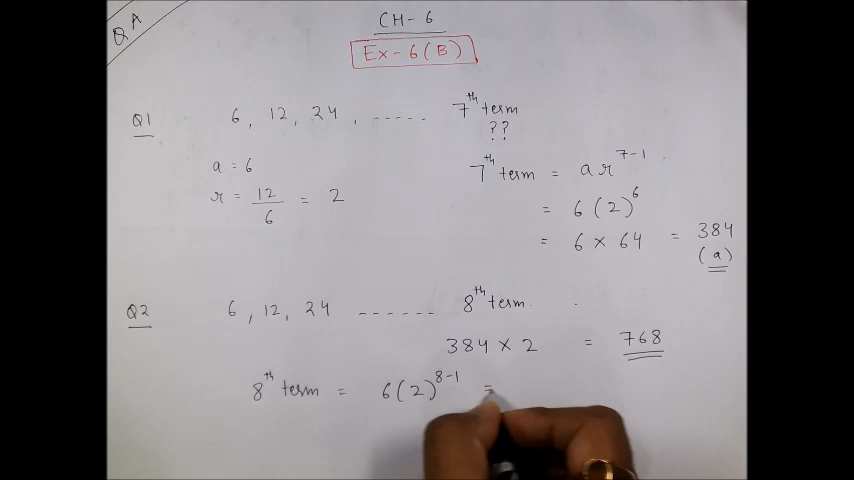 QA
CH- 6
Ex- 6(B)
Q1 6, 12, 24, ----- 7th term
??
a = 6
r = 12/6 = 2
7th term = ar^7-1
= 6(2)^6
= 6 × 64 = 384
(a)
Q2 6, 12, 24 ------ 8th term
384 × 2 = 768
8th term = 6(2)^8-1 =